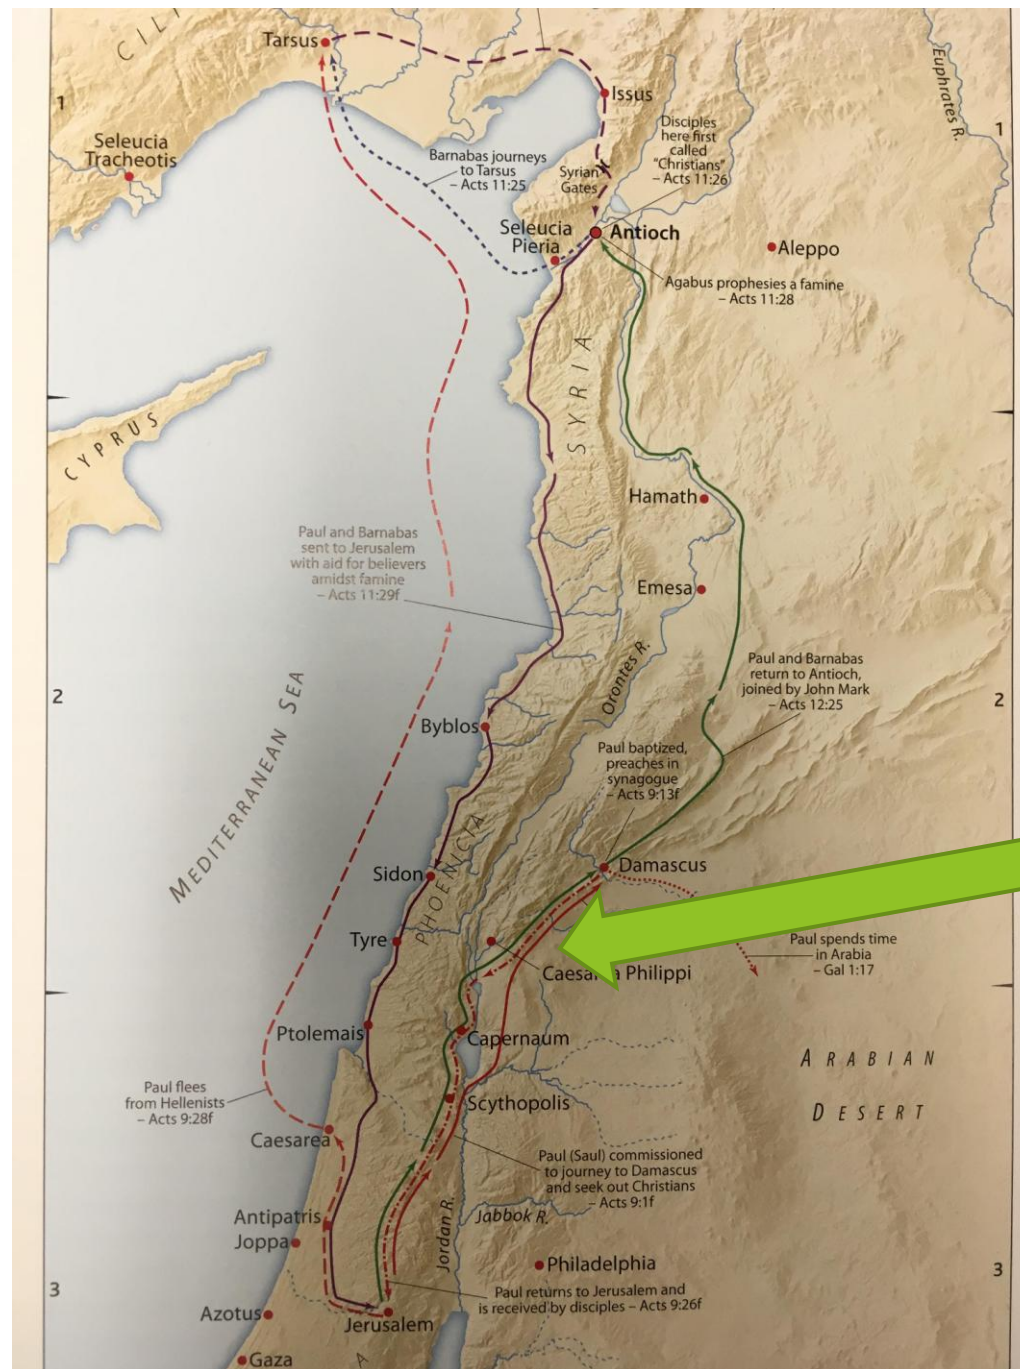 CILI
Tarsus
1
Issus
1
Euphrates R.
Disciples
here first
called
"Christians"
– Acts 11:26
Seleucia
Tracheotis
Barnabas journeys
to Tarsus
– Acts 11:25
Syrian
Gates
Seleucia
Pieria
Antioch
Aleppo
Agabus prophesies a famine
– Acts 11:28
SYRIA
CYPRUS
Hamath
Paul and Barnabas
sent to Jerusalem
with aid for believers
amidst famine
– Acts 11:29f
Emesa
Orontes R.
Paul and Barnabas
return to Antioch,
joined by John Mark
– Acts 12:25
2
2
MEDITERRANEAN SEA
Byblos
Paul baptized,
preaches in
synagogue
– Acts 9:13f
PHOENICIA
Sidon
Damascus
Tyre
Caesarea Philippi
Paul spends time
in Arabia
– Gal 1:17
Ptolemais
Capernaum
ARABIAN
DESERT
Paul flees
from Hellenists
– Acts 9:28f
Scythopolis
Caesarea
Paul (Saul) commissioned
to journey to Damascus
and seek out Christians
– Acts 9:1f
Antipatris
Joppa
Jordan R.
Jabbok R.
Philadelphia
3
3
Paul returns to Jerusalem and
is received by disciples – Acts 9:26f
Azotus
Jerusalem
Gaza
A